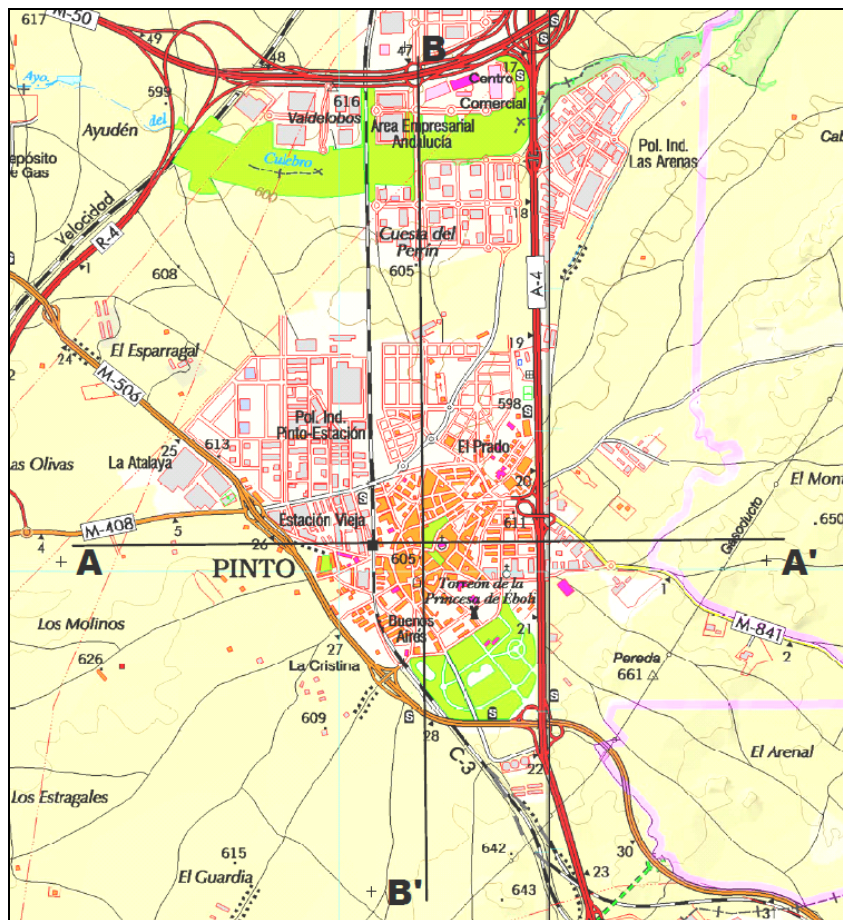 617
M-50
49
48
47
B
17
S
S
S
Centro
Comercial
Ayo.
599
616
Valdelobos
Area Empresarial
Andalucía
Ayudén
del
Culebro
Pol. Ind.
Las Arenas
600
epósito
e Gas
Velocidad
R-4
18
Cuesta del
Perrín
605
1
608
A-4
24
El Esparragal
19
M-506
Pol. Ind.
Pinto-Estación
598
S
25
613
La Atalaya
El Prado
as Olivas
20
El Mont
S
Estación Vieja
611
Gasoducto
650
M-408
4
5
26
A
PINTO
605
A'
Torreón de la
Princesa de Eboli
1
Los Molinos
Buenos
Aires
21
M-841
2
626
27
La Cristina
Pereda
661
609
S
S
S
28
C-3
22
El Arenal
Los Estragales
615
El Guardia
642
30
23
B'
643
31